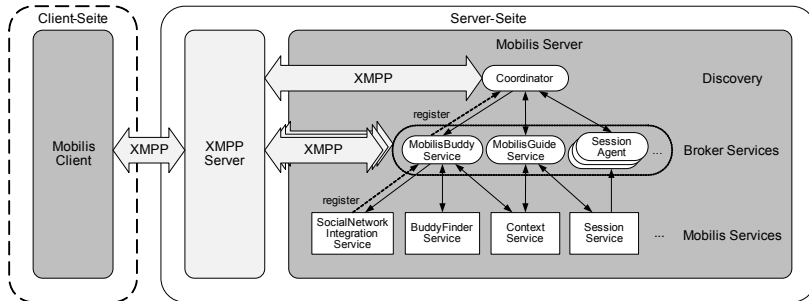 Client-Seite
Server-Seite
Mobilis Server
XMPP
Coordinator
Discovery
register
Mobilis
Client
XMPP
XMPP
Server
XMPP
MobilisBuddy
Service
MobilisGuide
Service
Session
Agent
...
Broker Services
register
SocialNetwork
Integration
Service
BuddyFinder
Service
Context
Service
Session
Service
...
Mobilis Services